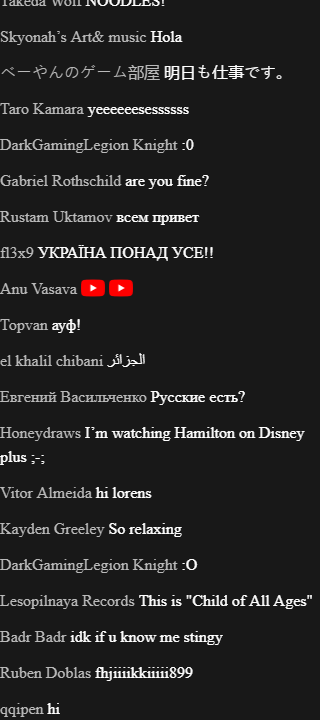 Takeda Wolf NOODLES!
Skyonah’s Art& music Hola
べーやんのゲーム部屋 明日も仕事です。
Taro Kamara yeeeeeesessssss
DarkGamingLegion Knight :0
Gabriel Rothschild are you fine?
Rustam Uktamov всем привет
fl3x9 УКРАЇНА ПОНАД УСЕ!!
Anu Vasava
Topvan ауф!
el khalil chibani الجزائر
Евгений Васильченко Русские есть?
Honeydraws I’m watching Hamilton on Disney
plus ;-;
Vitor Almeida hi lorens
Kayden Greeley So relaxing
DarkGamingLegion Knight :O
Lesopilnaya Records This is "Child of All Ages"
Badr Badr idk if u know me stingy
Ruben Doblas fhjiiiikkiiiii899
qqipen hi